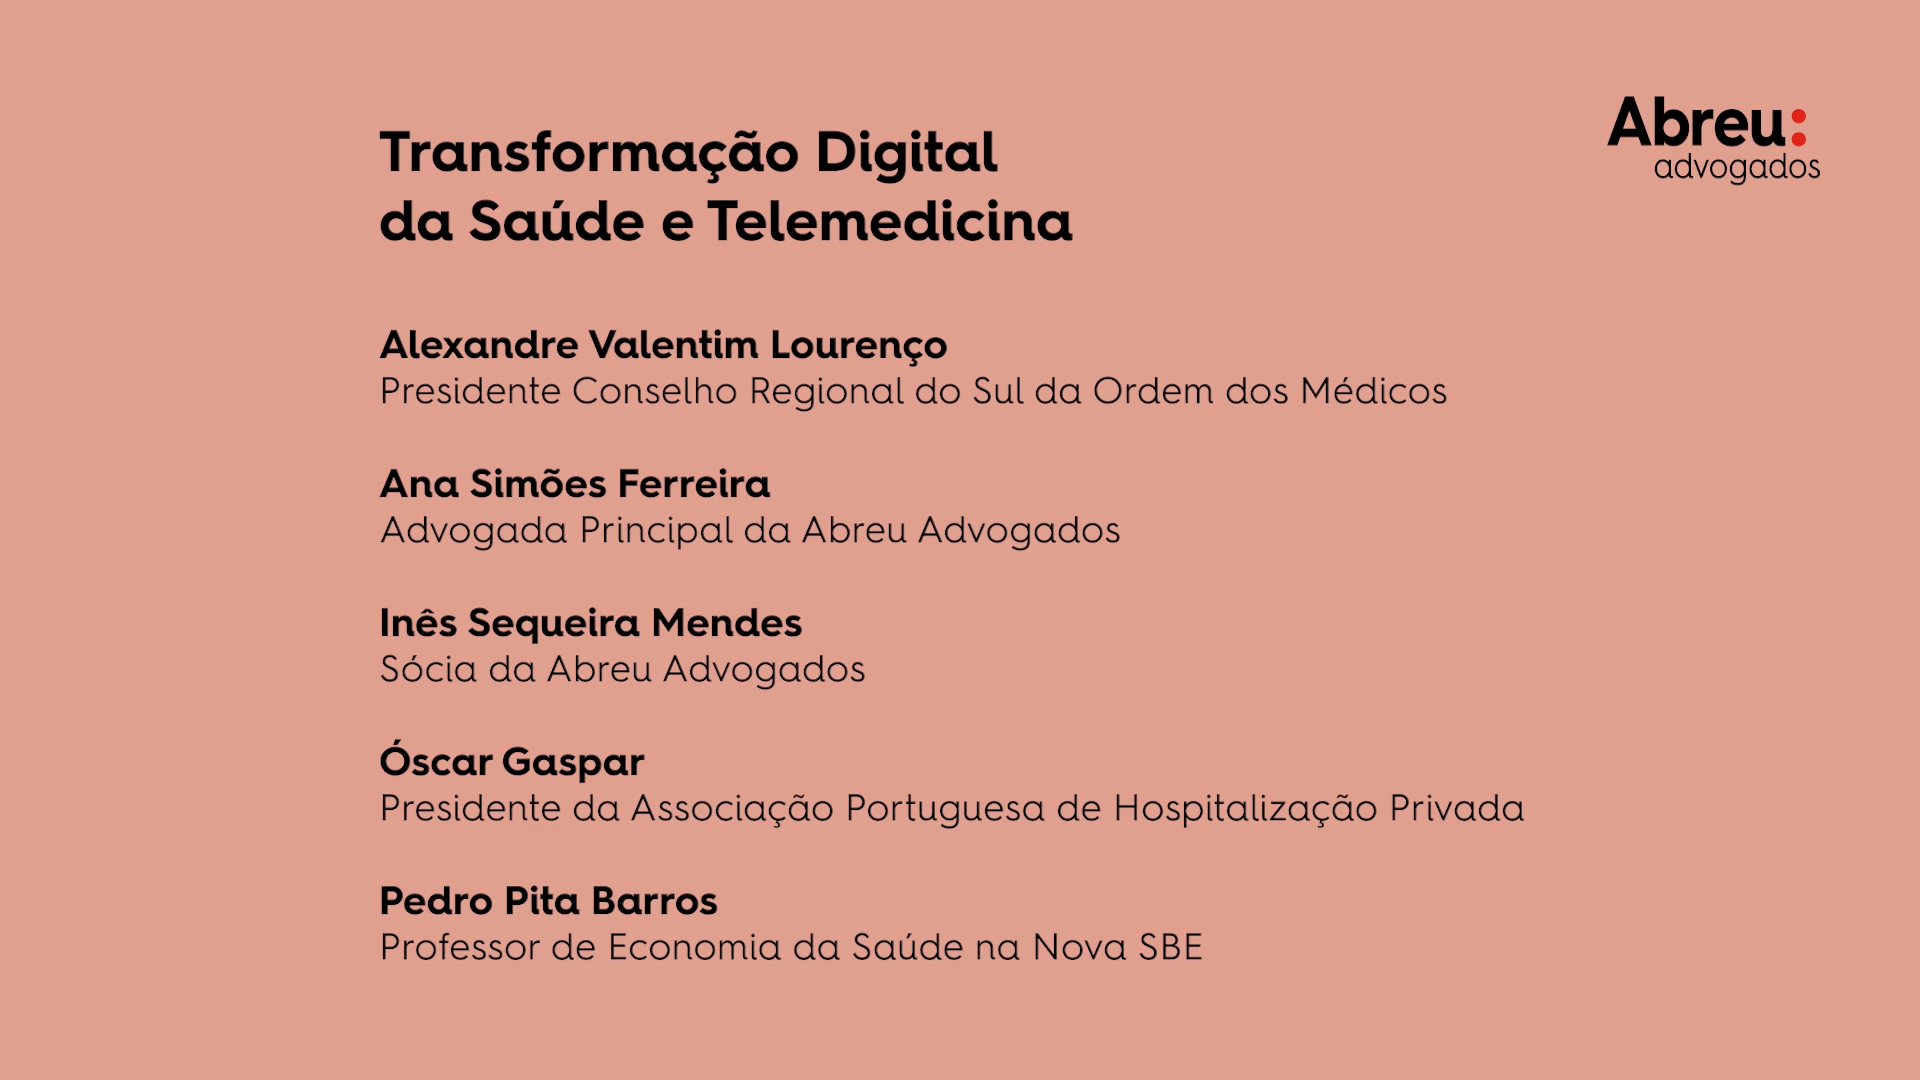 Transformação Digital
da Saúde e Telemedicina
Abreu:
advogados
Alexandre Valentim Lourenço
Presidente Conselho Regional do Sul da Ordem dos Médicos
Ana Simões Ferreira
Advogada Principal da Abreu Advogados
Inês Sequeira Mendes
Sócia da Abreu Advogados
Óscar Gaspar
Presidente da Associação Portuguesa de Hospitalização Privada
Pedro Pita Barros
Professor de Economia da Saúde na Nova SBE